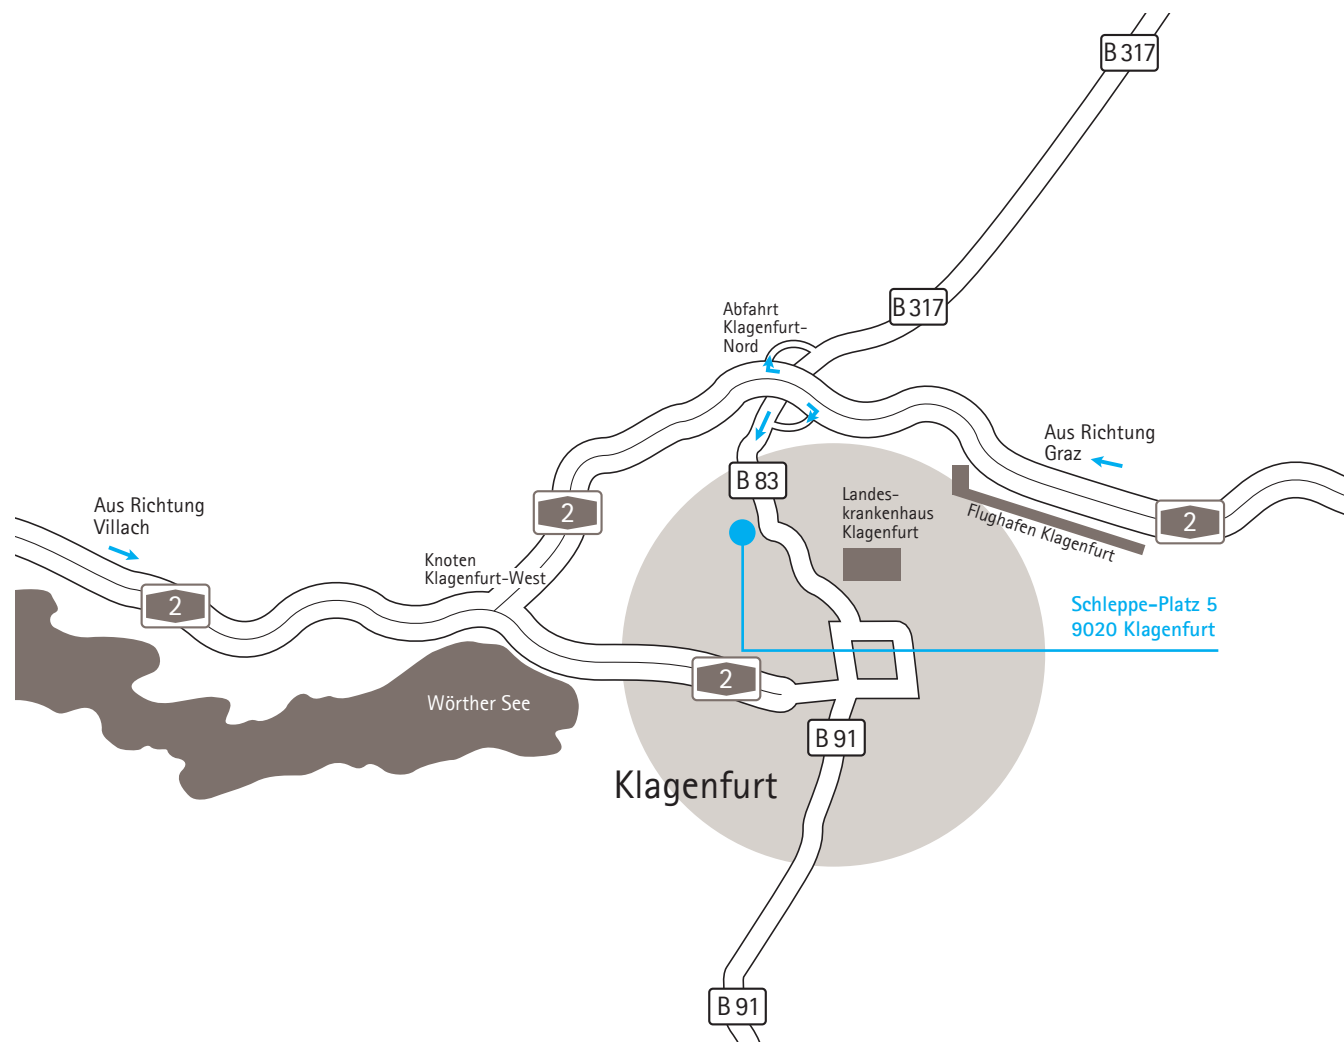 B 317
B 317
Abfahrt
Klagenfurt-
Nord
Aus Richtung
Graz
B 83
Landes-
krankenhaus
Klagenfurt
Flughafen Klagenfurt
2
2
Aus Richtung
Villach
Knoten
Klagenfurt-West
2
Schleppe-Platz 5
9020 Klagenfurt
2
Wörther See
B 91
Klagenfurt
B 91